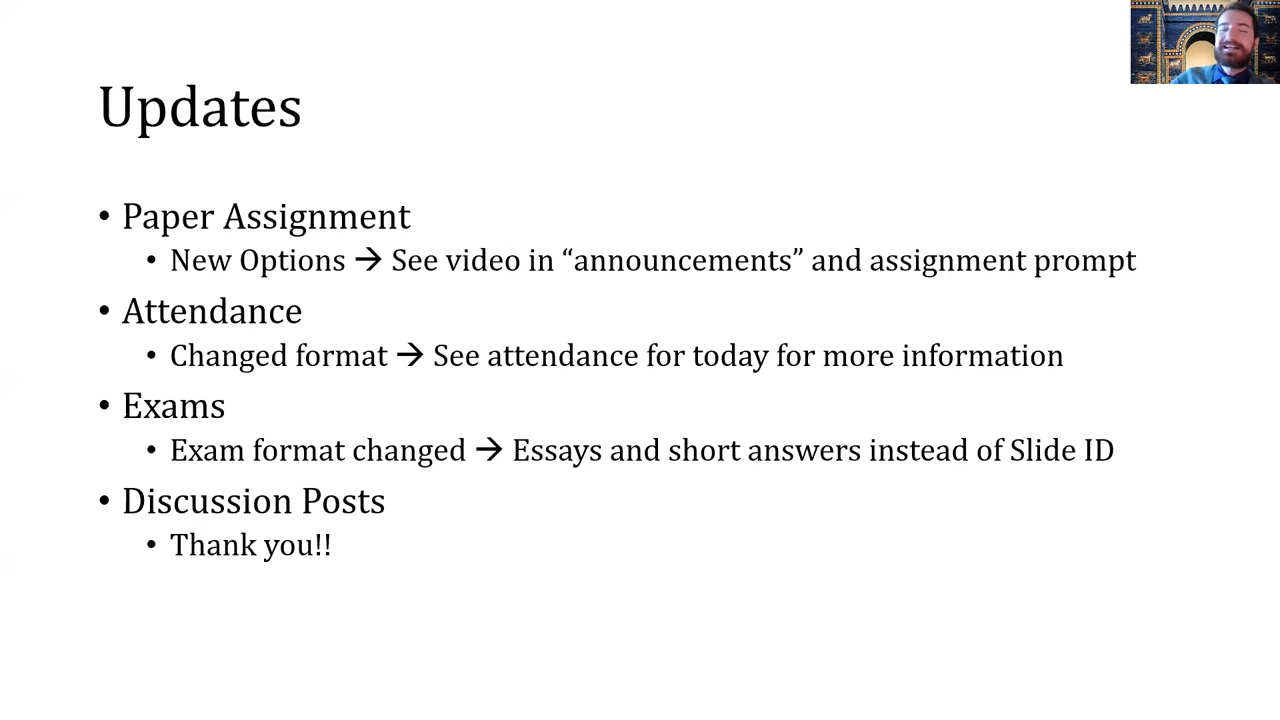 Updates
• Paper Assignment
• New Options → See video in “announcements” and assignment prompt
• Attendance
• Changed format → See attendance for today for more information
• Exams
• Exam format changed → Essays and short answers instead of Slide ID
• Discussion Posts
• Thank you!!